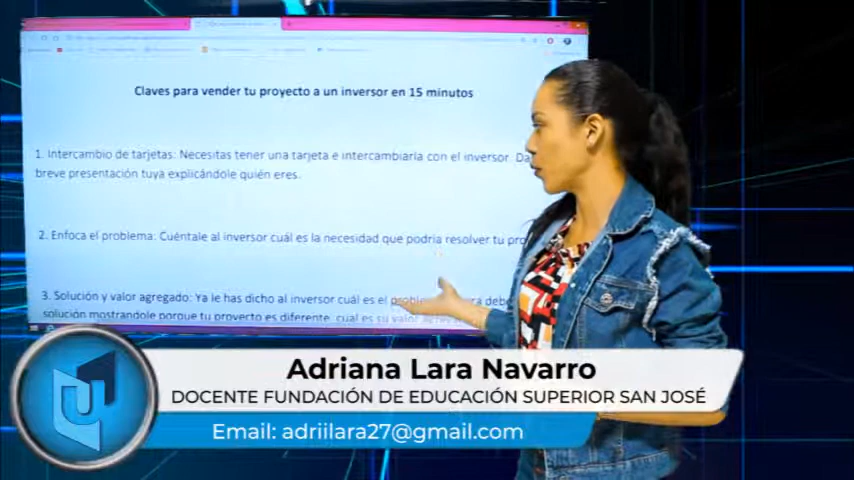 Claves para vender tu proyecto a un inversor en 15 minutos
1. Intercambio de tarjetas: Necesitas tener una tarjeta e intercambiarla con el inversor. Da
breve presentación tuya explicándole quién eres.
2. Enfoca el problema: Cuéntale al inversor cuál es la necesidad que podría resolver tu pro
3. Solución y valor agregado: Ya le has dicho al inversor cuál es el
solución mostrándole porque tu proyecto es diferente, cuál es su valor
Adriana Lara Navarro
DOCENTE FUNDACIÓN DE EDUCACIÓN SUPERIOR SAN JOSÉ
Email: adriilara27@gmail.com